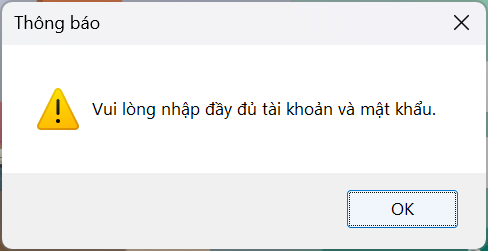 Thông báo
Vui lòng nhập đầy đủ tài khoản và mật khẩu.
OK